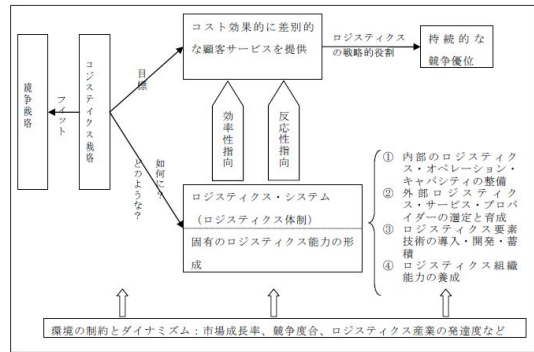 競争戦略
フィット
ロジスティクス戦略
目標
如何に？
どのような？
コスト効果的に差別的
な顧客サービスを提供
ロジスティクス
の戦略的役割
持続的な
競争優位
効率性指向
反応性指向
ロジスティクス・システム
（ロジスティクス体制）
固有のロジスティクス能力の形
成
① 内部のロジスティク
ス・オペレーション・
キャパシティの整備
② 外部ロジスティク
ス・サービス・プロバ
イダーの選定と育成
③ ロジスティクス要素
技術の導入・開発・蓄
積
④ ロジスティクス組織
能力の養成
環境の制約とダイナミズム：市場成長率、競争度合、ロジスティクス産業の発達度など